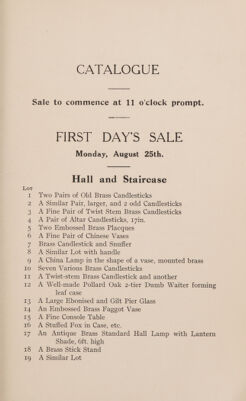 CATALOGUE
Sale to commence at 11 o'clock prompt.
FIRST DAY'S SALE
Monday, August 25th.
Hall and Staircase
Lot
1 Two Pairs of Old Brass Candlesticks
2 A Similar Pair, larger, and 2 odd Candlesticks
3 A Fine Pair of Twist Stem Brass Candlesticks
4 A Pair of Altar Candlesticks, 17in.
5 Two Embossed Brass Placques
6 A Fine Pair of Chinese Vases
7 Brass Candlestick and Snuffer
8 A Similar Lot with handle
9 A China Lamp in the shape of a vase, mounted brass
10 Seven Various Brass Candlesticks
11 A Twist-stem Brass Candlestick and another
12 A Well-made Pollard Oak 2-tier Dumb Waiter forming
leaf case
13 A Large Ebonised and Gilt Pier Glass
14 An Embossed Brass Faggot Vase
15 A Fine Console Table
16 A Stuffed Fox in Case, etc.
17 An Antique Brass Standard Hall Lamp with Lantern
Shade, 6ft. high
18 A Brass Stick Stand
19 A Similar Lot